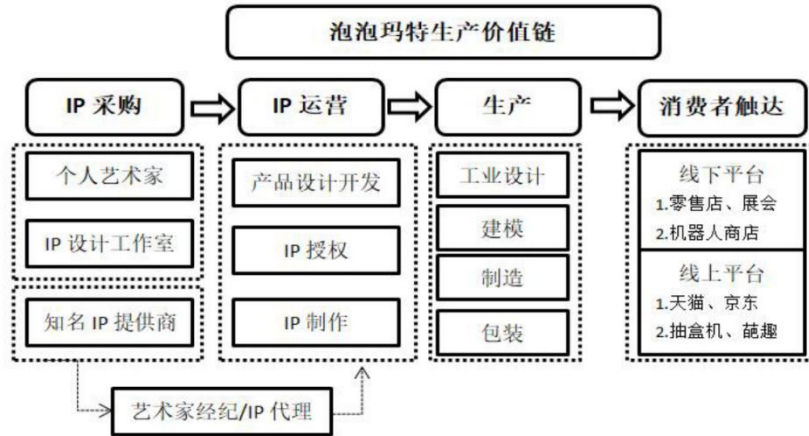 泡泡玛特生产价值链
IP 采购
IP 运营
生产
消费者触达
个人艺术家
IP 设计工作室
知名 IP 提供商
产品设计开发
IP 授权
IP 制作
工业设计
建模
制造
包装
线下平台
1.零售店、展会
2.机器人商店
线上平台
1.天猫、京东
2.抽盒机、葩趣
艺术家经纪/IP 代理